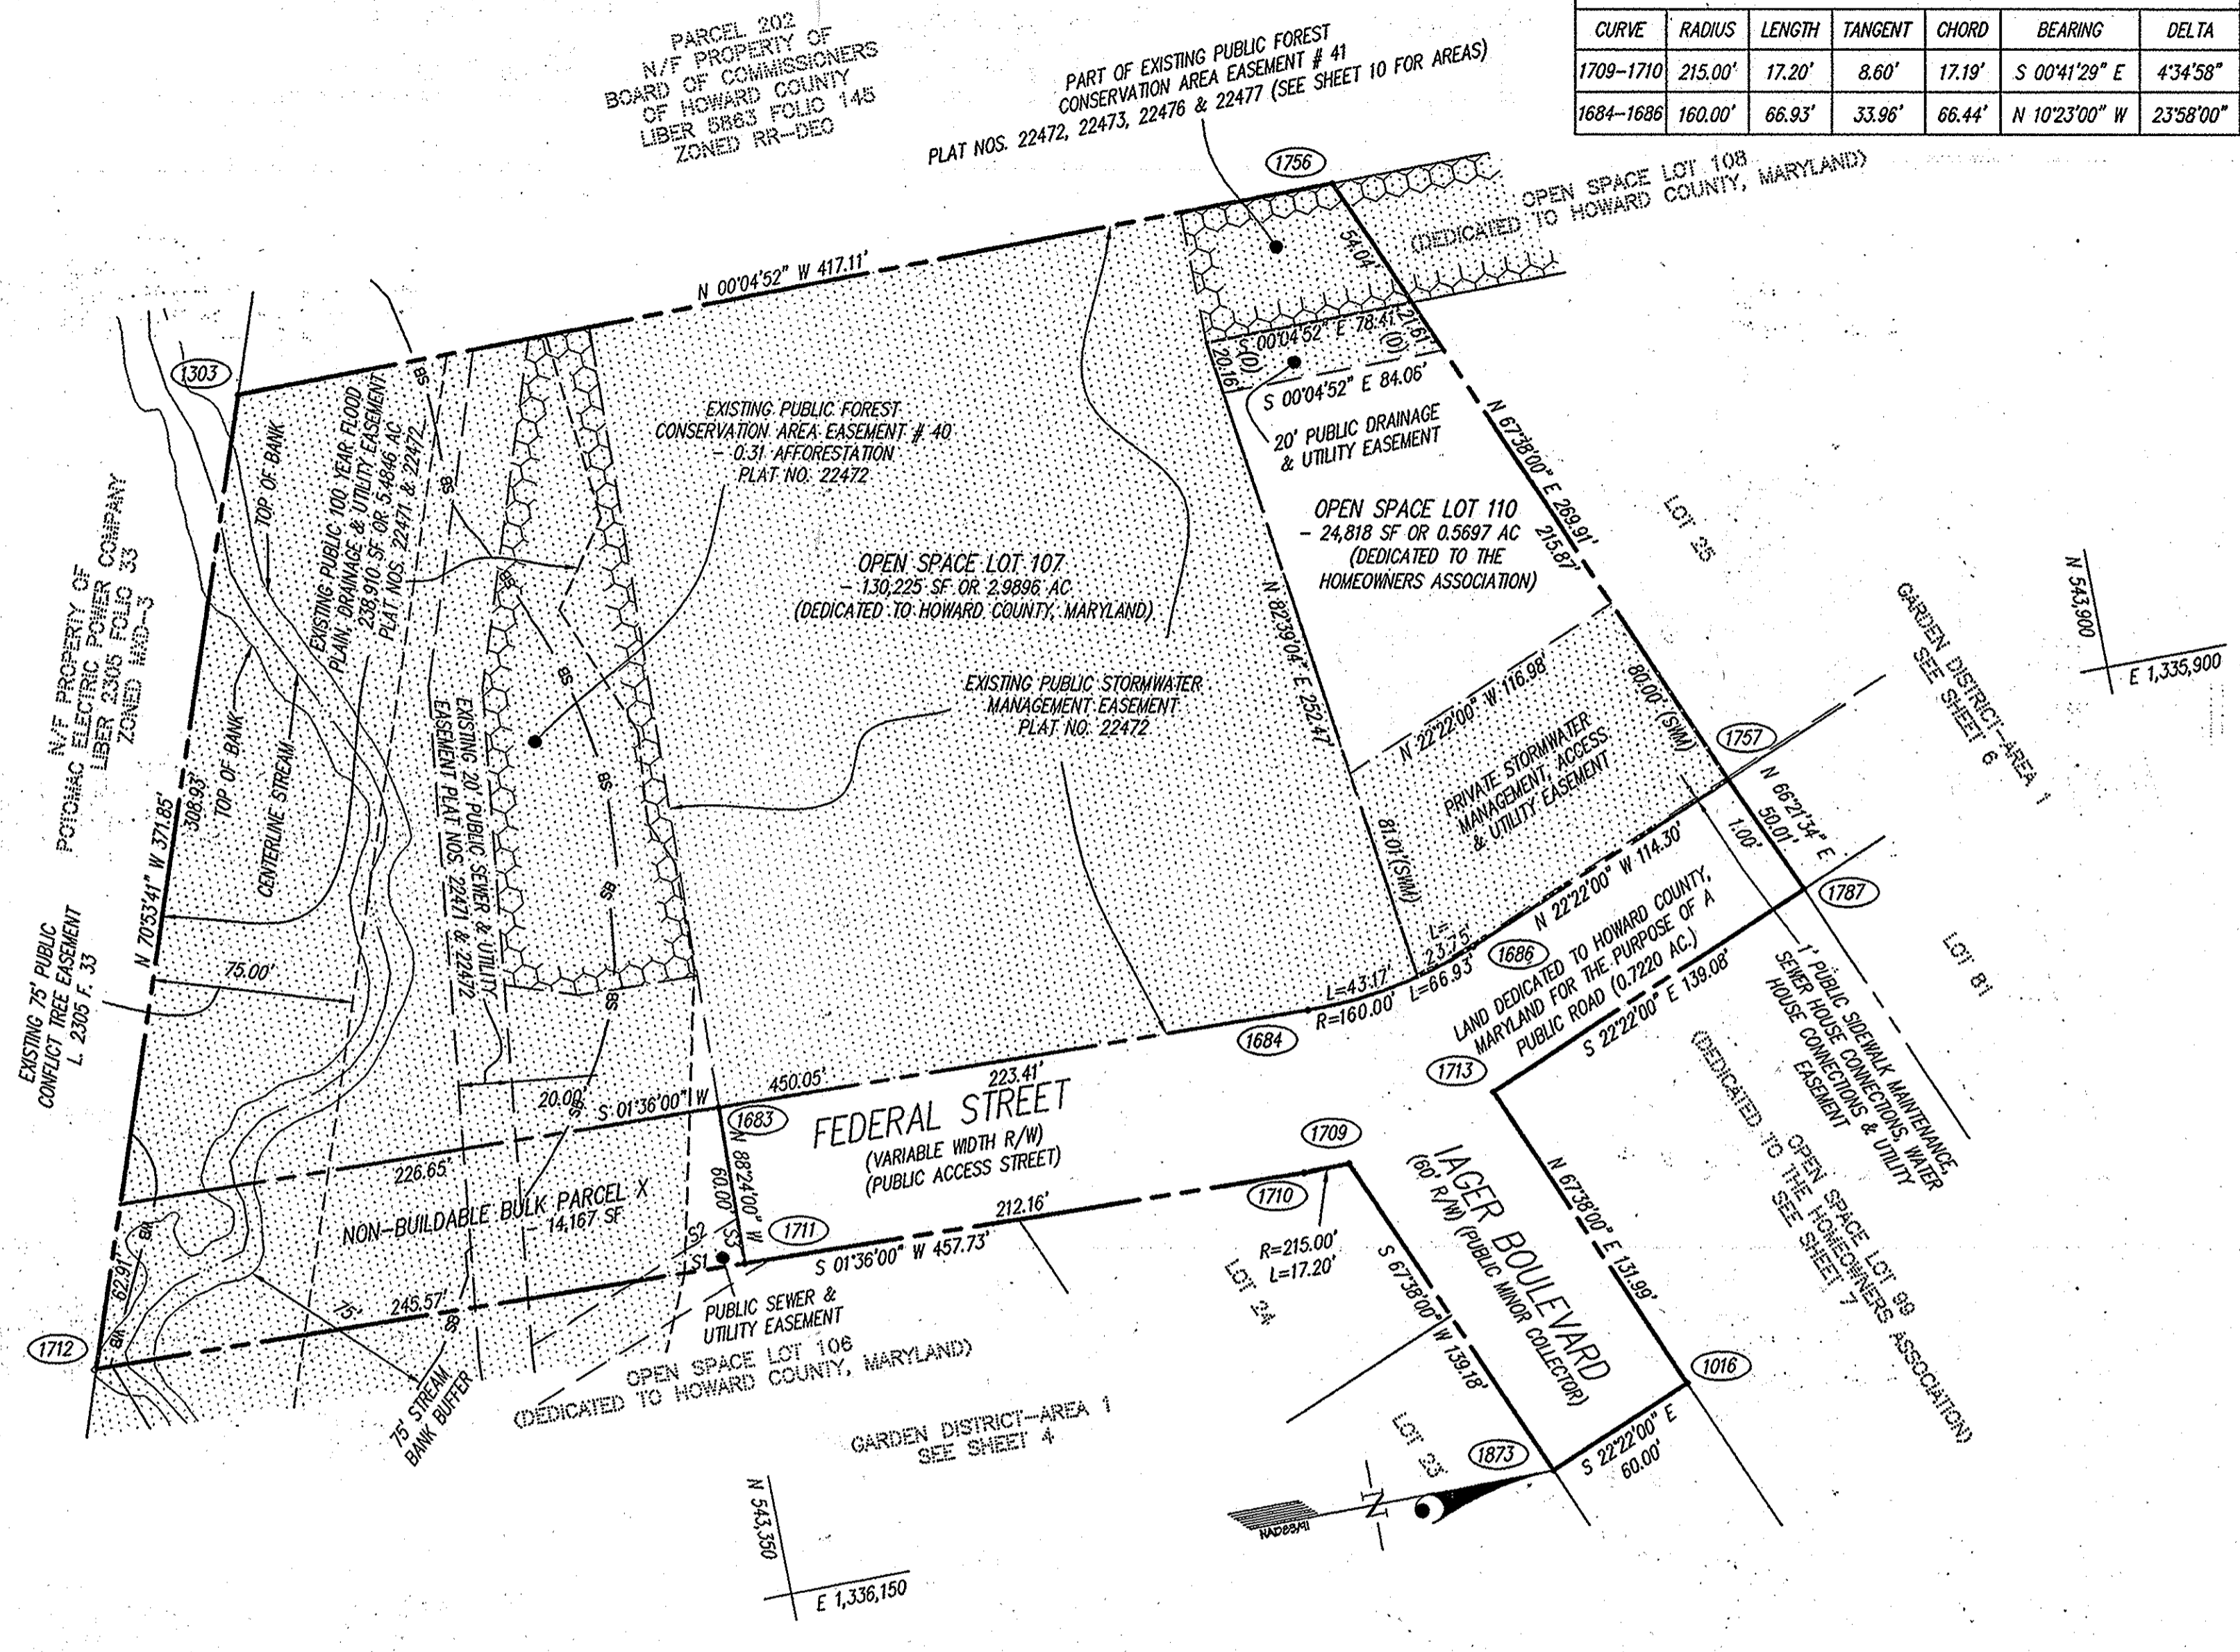 PARCEL 202
N/F PROPERTY OF
BOARD OF COMMISSIONERS
OF HOWARD COUNTY
LIBER 5863 FOLIO 145
ZONED RR-DEO
PART OF EXISTING PUBLIC FOREST
CONSERVATION AREA EASEMENT # 41
PLAT NOS. 22472, 22473, 22476 & 22477 (SEE SHEET 10 FOR AREAS)
CURVE RADIUS LENGTH TANGENT CHORD BEARING DELTA
1709-1710 215.00' 17.20' 8.60' 17.19' S 00°41'29" E 4°34'58"
1684-1686 160.00' 66.93' 33.96' 66.44' N 10°23'00" W 23°58'00"
1756
OPEN SPACE LOT 108
(DEDICATED TO HOWARD COUNTY, MARYLAND)
54.04'
N 00°04'52" W 417.11'
1303
S 00°04'52" E 78.41'
21.61'
(D)
(D)
20.16'
S 00°04'52" E 84.06'
20' PUBLIC DRAINAGE
& UTILITY EASEMENT
SB
TOP OF BANK
EXISTING PUBLIC 100 YEAR FLOOD
PLAIN, DRAINAGE & UTILITY EASEMENT
238,910 SF OR 5.4846 AC
PLAT NOS. 22471 & 22472
SB
EXISTING PUBLIC FOREST
CONSERVATION AREA EASEMENT # 40
- 0.31 AFFORESTATION
PLAT NO. 22472
N 67°38'00" E 269.91'
215.87'
OPEN SPACE LOT 110
- 24,818 SF OR 0.5697 AC
(DEDICATED TO THE
HOMEOWNERS ASSOCIATION)
LOT 25
OPEN SPACE LOT 107
- 130,225 SF OR 2.9896 AC
(DEDICATED TO HOWARD COUNTY, MARYLAND)
SB
N 82°39'04" E 252.47'
N 543,900
E 1,335,900
GARDEN DISTRICT-AREA 1
SEE SHEET 6
N/F PROPERTY OF
POTOMAC ELECTRIC POWER COMPANY
LIBER 2305 FOLIO 33
ZONED MXD-3
EXISTING PUBLIC STORMWATER
MANAGEMENT EASEMENT
PLAT NO. 22472
SB
N 22°22'00" W 116.98'
80.00' (SWM)
1757
PRIVATE STORMWATER
MANAGEMENT, ACCESS
& UTILITY EASEMENT
N 66°21'34" E
50.01'
1.00'
TOP OF BANK
CENTERLINE STREAM
EXISTING 20' PUBLIC SEWER & UTILITY
EASEMENT PLAT NOS. 22471 & 22472
SB
N 70°53'41" W 371.85'
308.93'
81.01'(SWM)
N 22°22'00" W 114.30'
1787
SB
EXISTING 75' PUBLIC
CONFLICT TREE EASEMENT
L. 2305 F. 33
75.00'
L=
23.75'
1686
LAND DEDICATED TO HOWARD COUNTY,
MARYLAND FOR THE PURPOSE OF A
PUBLIC ROAD (0.7220 AC.)
LOT 81
1' PUBLIC SIDEWALK MAINTENANCE,
SEWER HOUSE CONNECTIONS, WATER
HOUSE CONNECTIONS & UTILITY
EASEMENT
SB
L=43.17'
R=160.00'
L=66.93'
1684
S 22°22'00" E 139.08'
1713
20.00'
SB
S 01°36'00" W
450.05'
223.41'
1683
FEDERAL STREET
(VARIABLE WIDTH R/W)
(PUBLIC ACCESS STREET)
1709
226.65'
N 88°24'00" W
60.00'
NON-BUILDABLE BULK PARCEL X
- 14,167 SF
1711
S2
S3
S1
212.16'
S 01°36'00" W 457.73'
1710
R=215.00'
L=17.20'
LOT 24
IAGER BOULEVARD
(60' R/W) (PUBLIC MINOR COLLECTOR)
N 67°38'00" E 131.99'
OPEN SPACE LOT 99
(DEDICATED TO THE HOMEOWNERS ASSOCIATION)
SEE SHEET 7
WB
62.91'
WB
75'
245.57'
SB
1712
PUBLIC SEWER &
UTILITY EASEMENT
OPEN SPACE LOT 106
(DEDICATED TO HOWARD COUNTY, MARYLAND)
75' STREAM
BANK BUFFER
S 67°38'00" W 139.18'
1016
GARDEN DISTRICT-AREA 1
SEE SHEET 4
LOT 23
1873
S 22°22'00" E
60.00'
N 543,350
E 1,336,150
N
NAD83/91